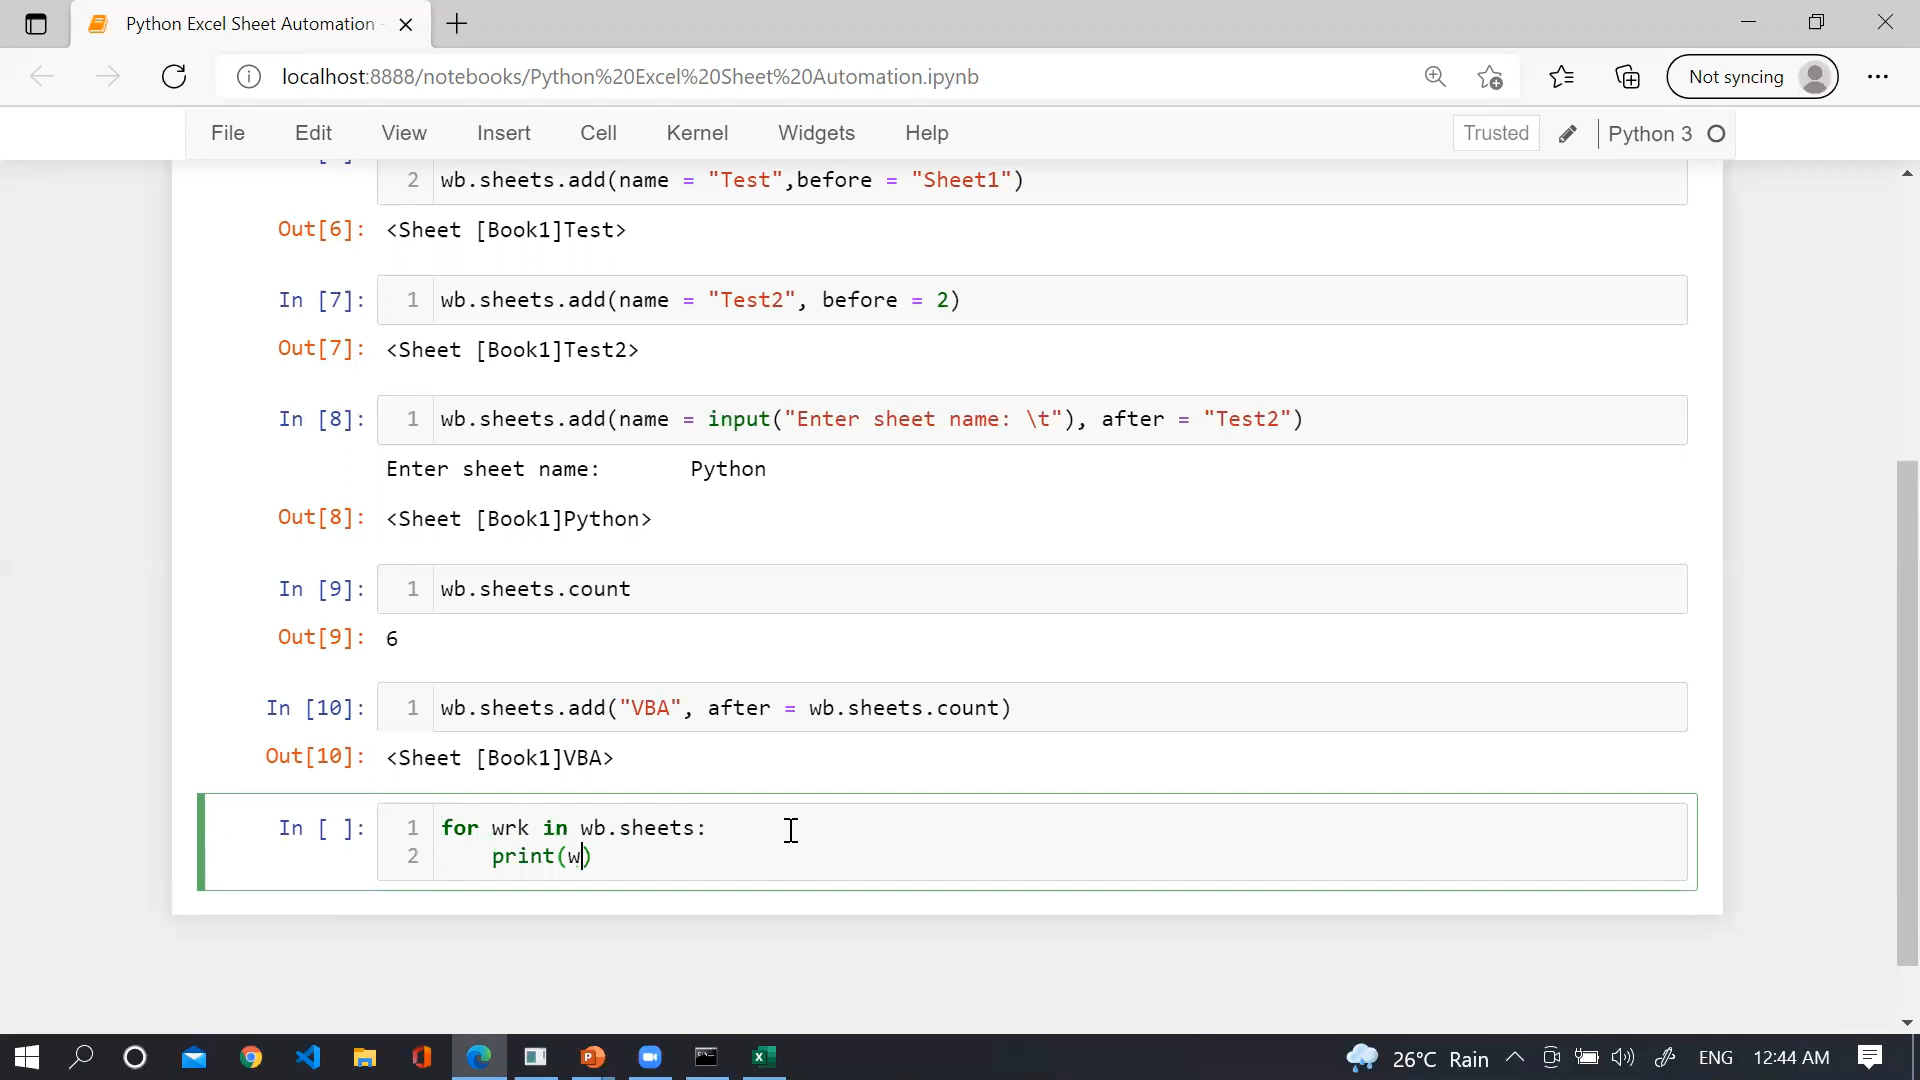 Python Excel Sheet Automation -
localhost:8888/notebooks/Python%20Excel%20Sheet%20Automation.ipynb
Not syncing
File Edit View Insert Cell Kernel Widgets Help Trusted Python 3
2 wb.sheets.add(name = "Test",before = "Sheet1")
Out[6]: <Sheet [Book1]Test>
In [7]: 1 wb.sheets.add(name = "Test2", before = 2)
Out[7]: <Sheet [Book1]Test2>
In [8]: 1 wb.sheets.add(name = input("Enter sheet name: \t"), after = "Test2")
Enter sheet name: Python
Out[8]: <Sheet [Book1]Python>
In [9]: 1 wb.sheets.count
Out[9]: 6
In [10]: 1 wb.sheets.add("VBA", after = wb.sheets.count)
Out[10]: <Sheet [Book1]VBA>
In [ ]: 1 for wrk in wb.sheets:
2 print(w)
26°C Rain ENG 12:44 AM